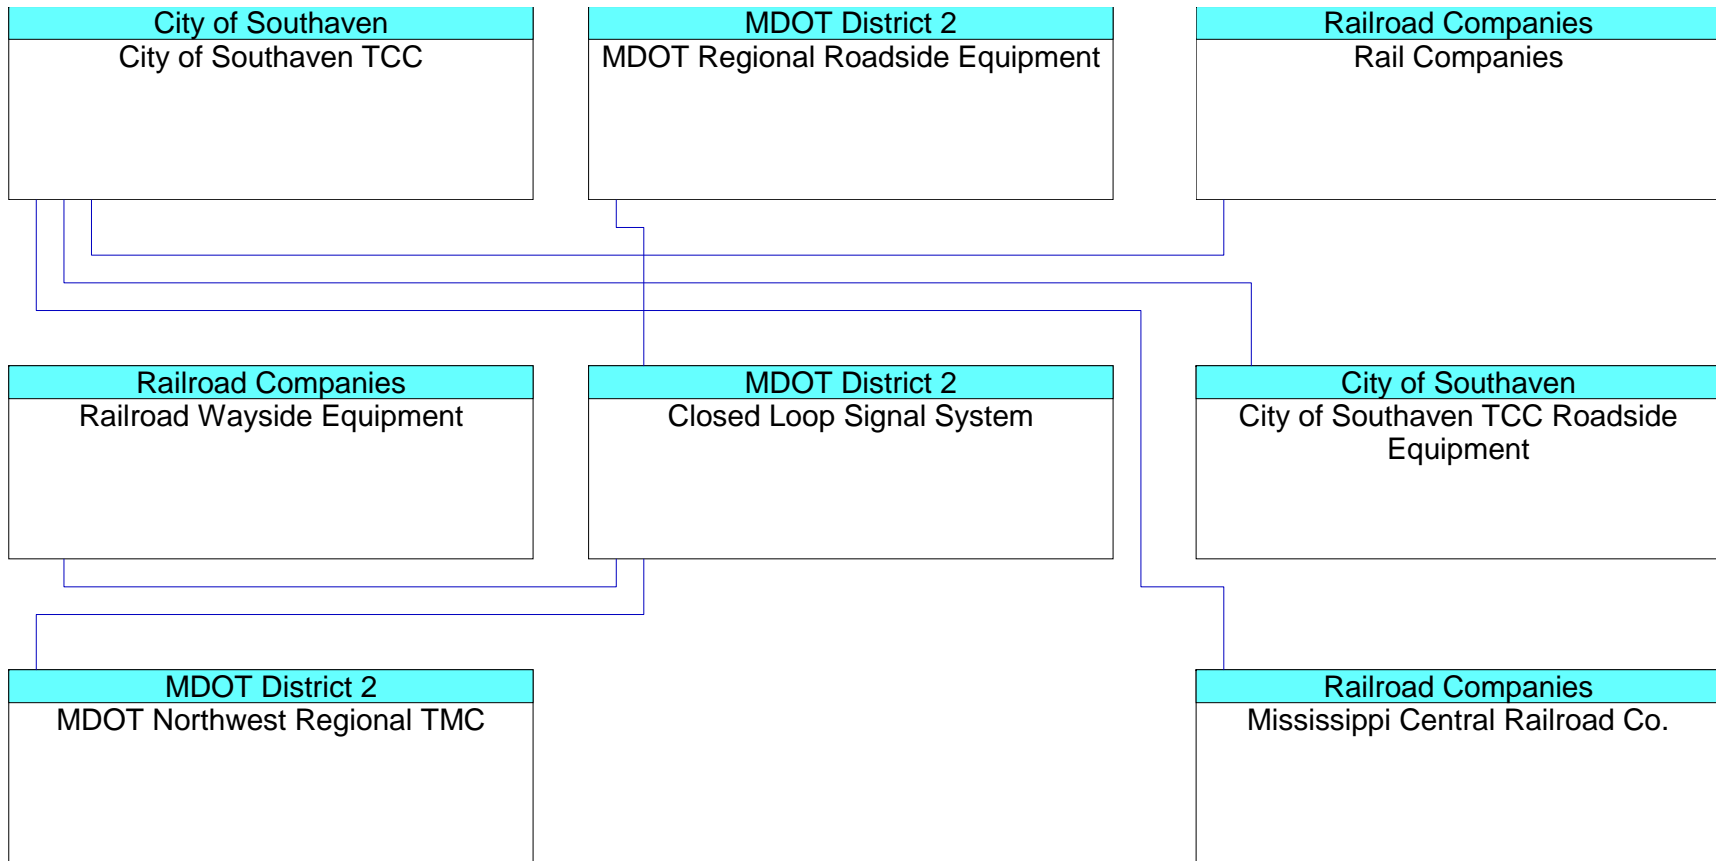 City of Southaven
City of Southaven TCC
MDOT District 2
MDOT Regional Roadside Equipment
Railroad Companies
Rail Companies
Railroad Companies
Railroad Wayside Equipment
MDOT District 2
Closed Loop Signal System
City of Southaven
City of Southaven TCC Roadside
Equipment
MDOT District 2
MDOT Northwest Regional TMC
Railroad Companies
Mississippi Central Railroad Co.